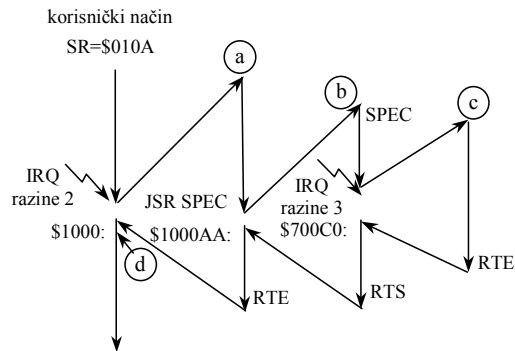 korisnički način
SR=$010A
a
b
c
SPEC
IRQ
razine 2
JSR SPEC
IRQ
razine 3
$1000:
$1000AA:
$700C0:
d
RTE
RTS
RTE